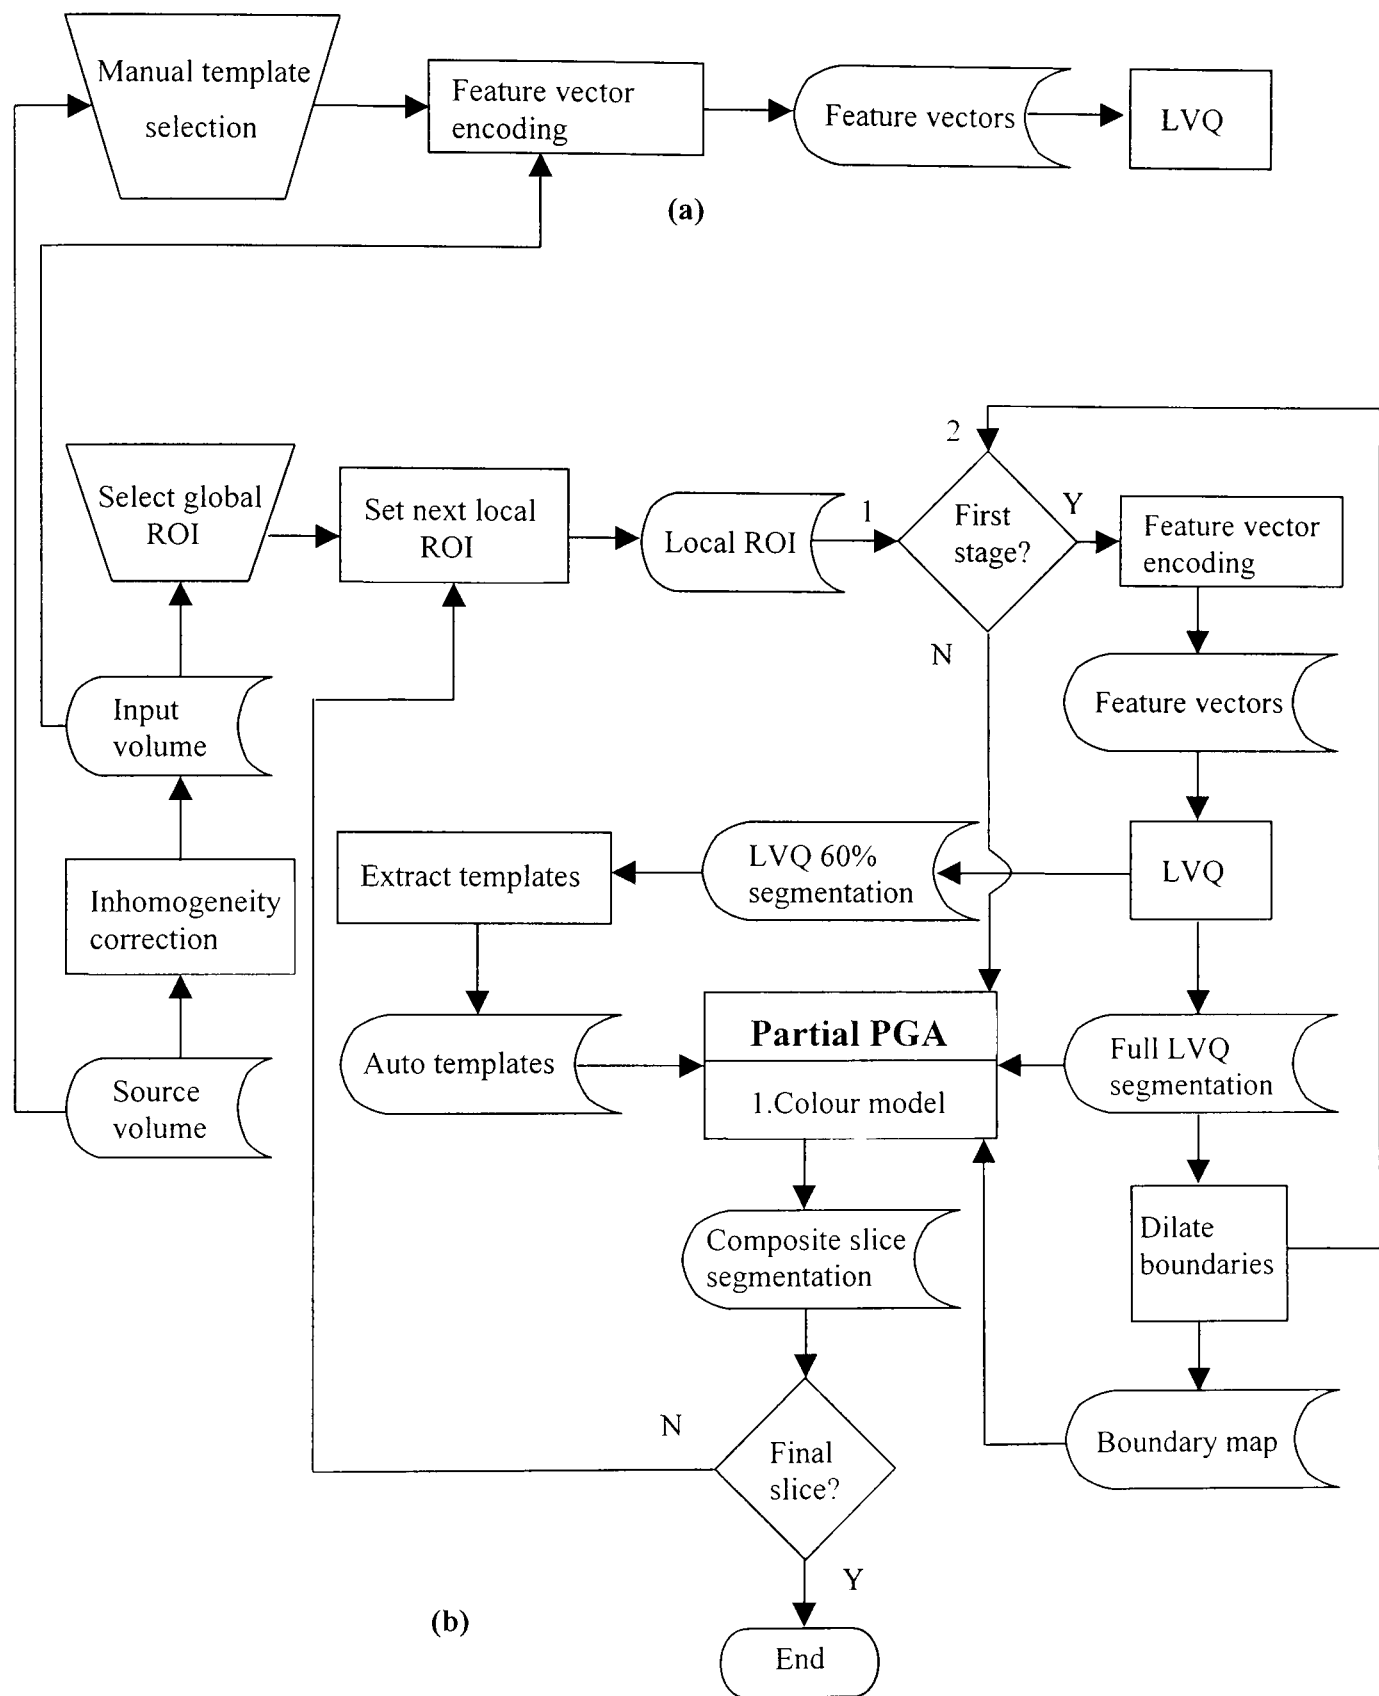 Manual template
selection
Feature vector
encoding
Feature vectors
LVQ
(a)
2
Select global
ROI
Set next local
ROI
Local ROI
1
First
stage?
Y
Feature vector
encoding
N
Feature vectors
Input
volume
LVQ 60%
segmentation
Extract templates
LVQ
Inhomogeneity
correction
Partial PGA
1.Colour model
Auto templates
Full LVQ
segmentation
Source
volume
Composite slice
segmentation
Dilate
boundaries
N
Final
slice?
Boundary map
Y
(b)
End